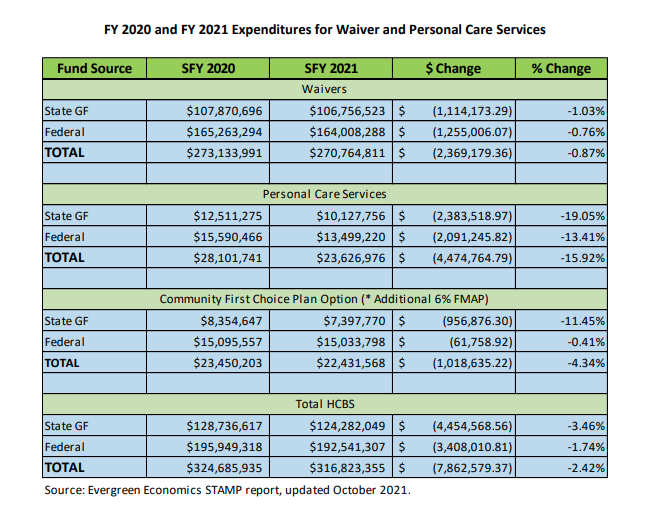 FY 2020 and FY 2021 Expenditures for Waiver and Personal Care Services
Fund Source SFY 2020 SFY 2021 $ Change % Change
Waivers
State GF $107,870,696 $106,756,523 $ (1,114,173.29) -1.03%
Federal $165,263,294 $164,008,288 $ (1,255,006.07) -0.76%
TOTAL $273,133,991 $270,764,811 $ (2,369,179.36) -0.87%
Personal Care Services
State GF $12,511,275 $10,127,756 $ (2,383,518.97) -19.05%
Federal $15,590,466 $13,499,220 $ (2,091,245.82) -13.41%
TOTAL $28,101,741 $23,626,976 $ (4,474,764.79) -15.92%
Community First Choice Plan Option (* Additional 6% FMAP)
State GF $8,354,647 $7,397,770 $ (956,876.30) -11.45%
Federal $15,095,557 $15,033,798 $ (61,758.92) -0.41%
TOTAL $23,450,203 $22,431,568 $ (1,018,635.22) -4.34%
Total HCBS
State GF $128,736,617 $124,282,049 $ (4,454,568.56) -3.46%
Federal $195,949,318 $192,541,307 $ (3,408,010.81) -1.74%
TOTAL $324,685,935 $316,823,355 $ (7,862,579.37) -2.42%
Source: Evergreen Economics STAMP report, updated October 2021.